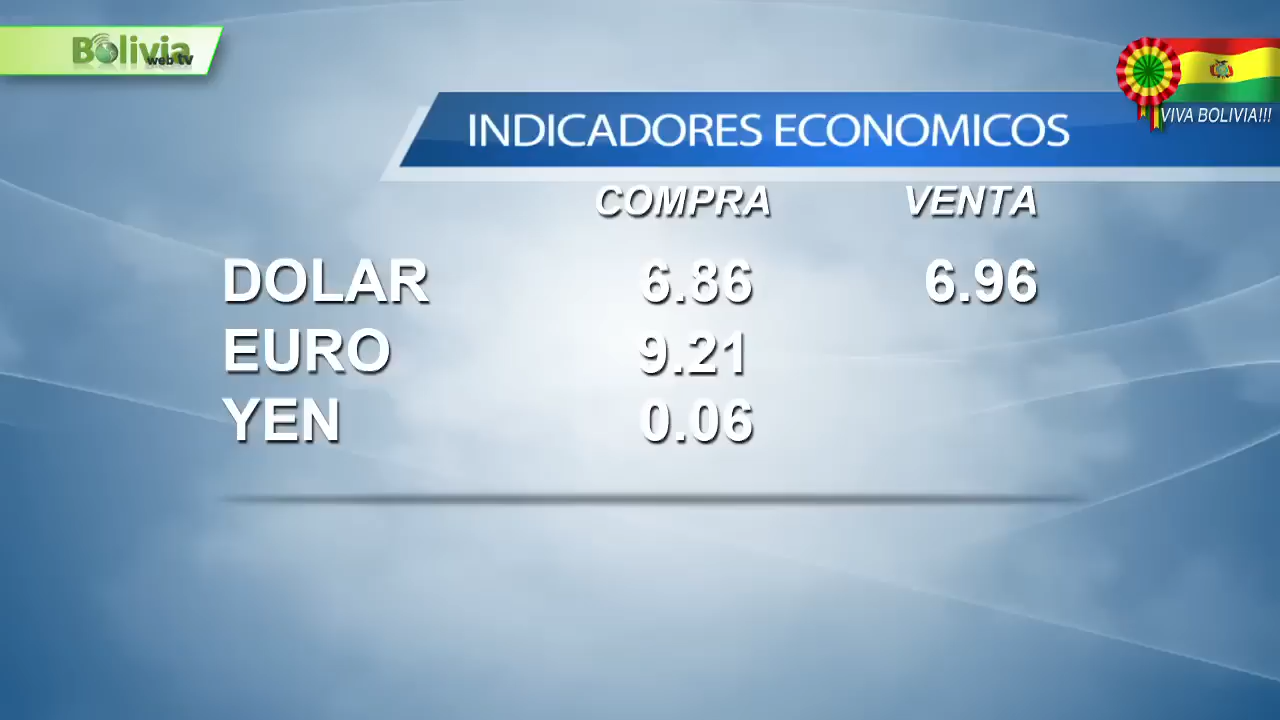 Bolivia
web tv
INDICADORES ECONOMICOS
VIVA BOLIVIA!!!
COMPRA VENTA
DOLAR 6.86 6.96
EURO 9.21
YEN 0.06